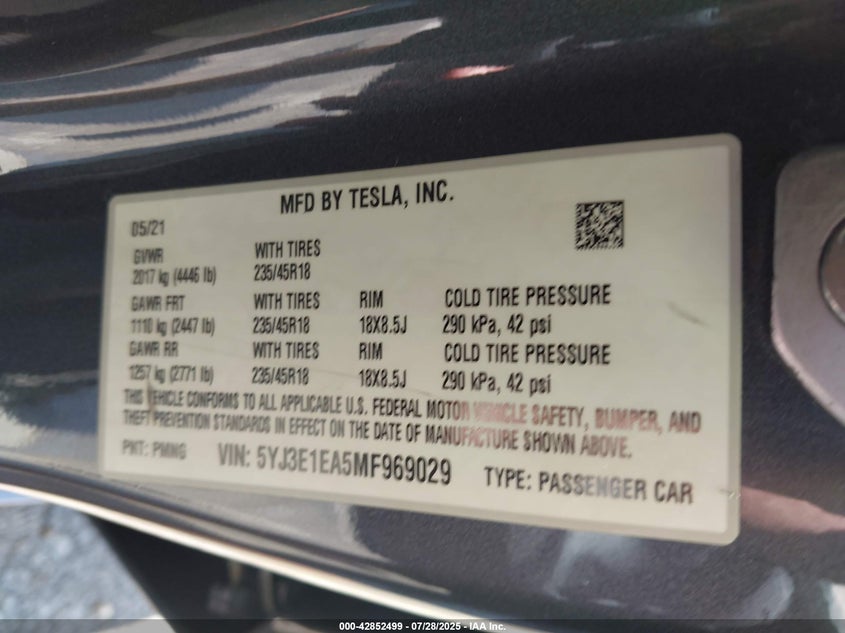 MFD BY TESLA, INC.
05/21
GVWR WITH TIRES
2017 kg (4446 lb) 235/45R18
GAWR FRT WITH TIRES RIM COLD TIRE PRESSURE
1110 kg (2447 lb) 235/45R18 18X8.5J 290 kPa, 42 psi
GAWR RR WITH TIRES RIM COLD TIRE PRESSURE
1257 kg (2771 lb) 235/45R18 18X8.5J 290 kPa, 42 psi
THIS VEHICLE CONFORMS TO ALL APPLICABLE U.S. FEDERAL MOTOR VEHICLE SAFETY, BUMPER, AND
THEFT PREVENTION STANDARDS IN EFFECT ON THE DATE OF MANUFACTURE SHOWN ABOVE.
PNT: PMNG VIN: 5YJ3E1EA5MF969029 TYPE: PASSENGER CAR
000-42852499 - 07/28/2025 - IAA Inc.